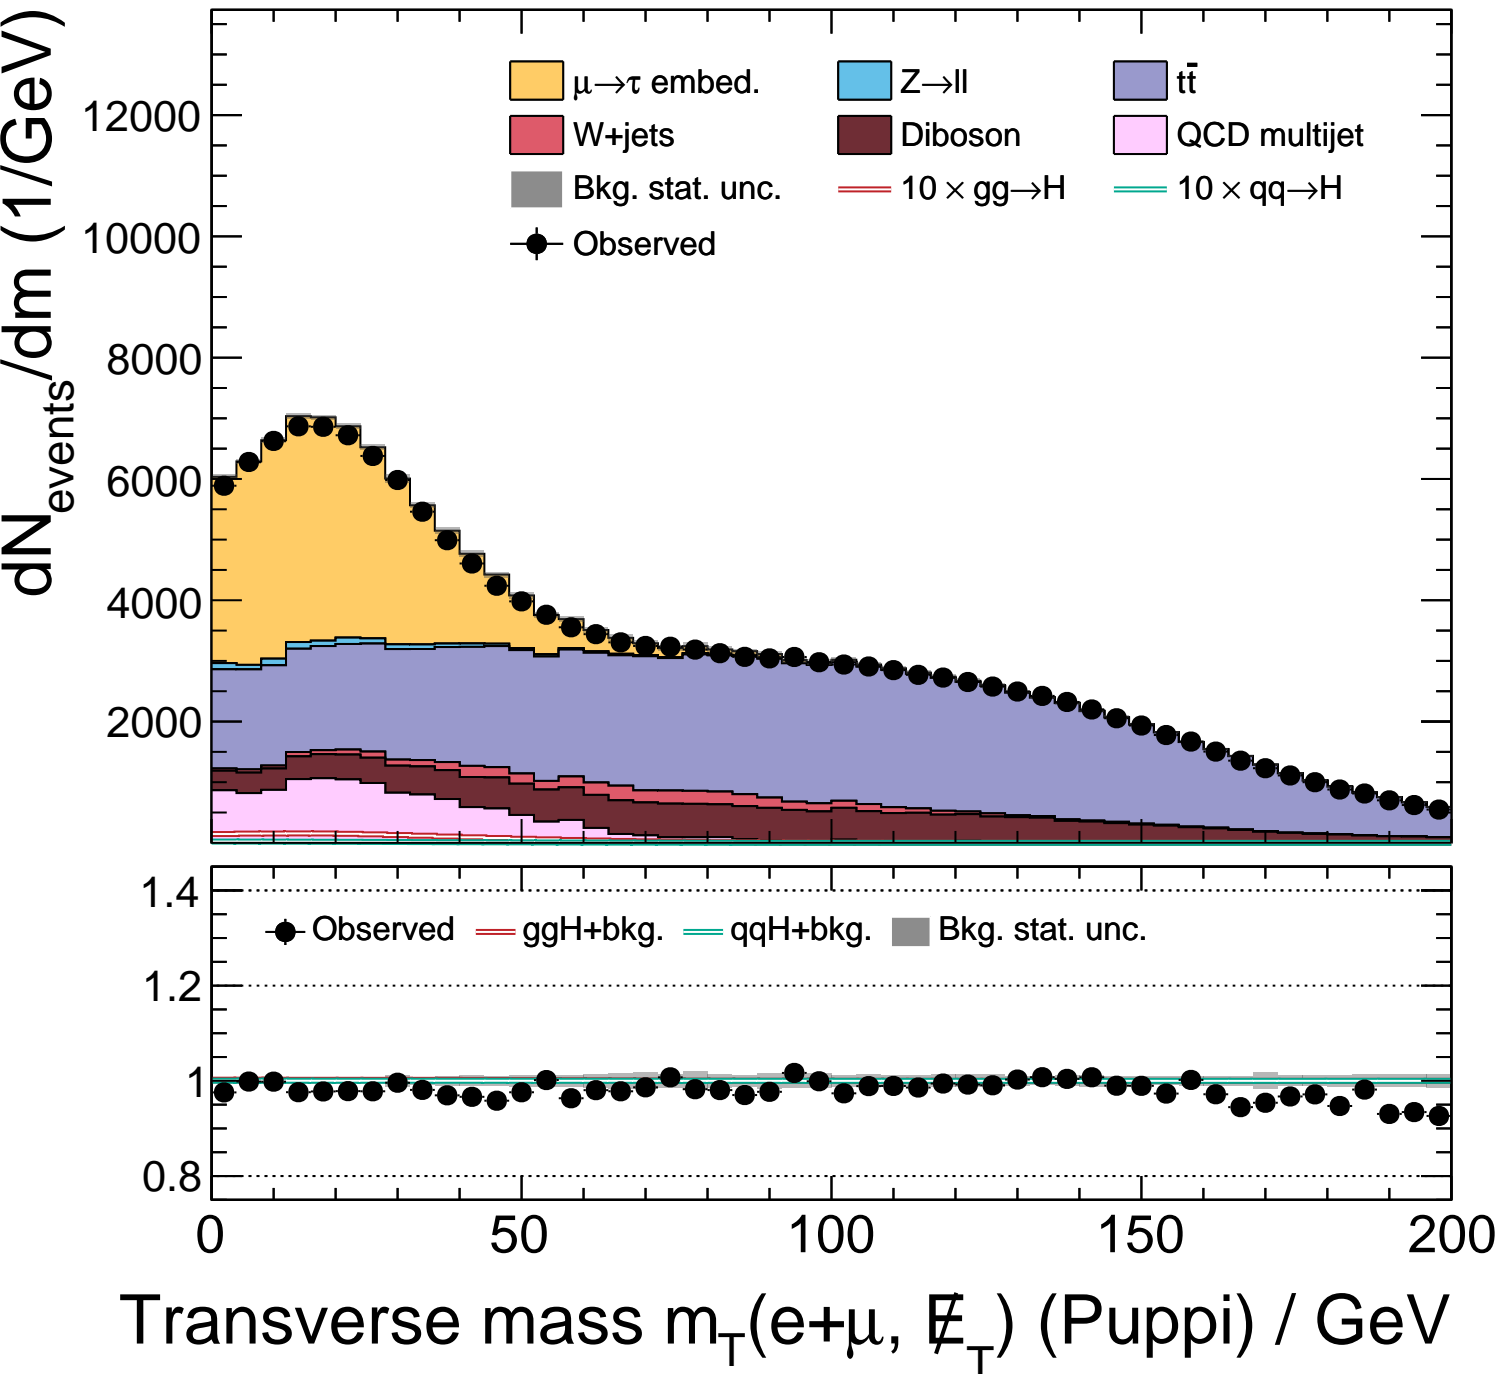 dN_events/dm (1/GeV)
12000
10000
8000
6000
4000
2000
μ→τ embed.
Z→ll
tt̄
W+jets
Diboson
QCD multijet
Bkg. stat. unc.
10 × gg→H
10 × qq→H
Observed
1.4
1.2
1
0.8
Observed
ggH+bkg.
qqH+bkg.
Bkg. stat. unc.
0 50 100 150 200
Transverse mass m_T(e+μ, E̸_T) (Puppi) / GeV